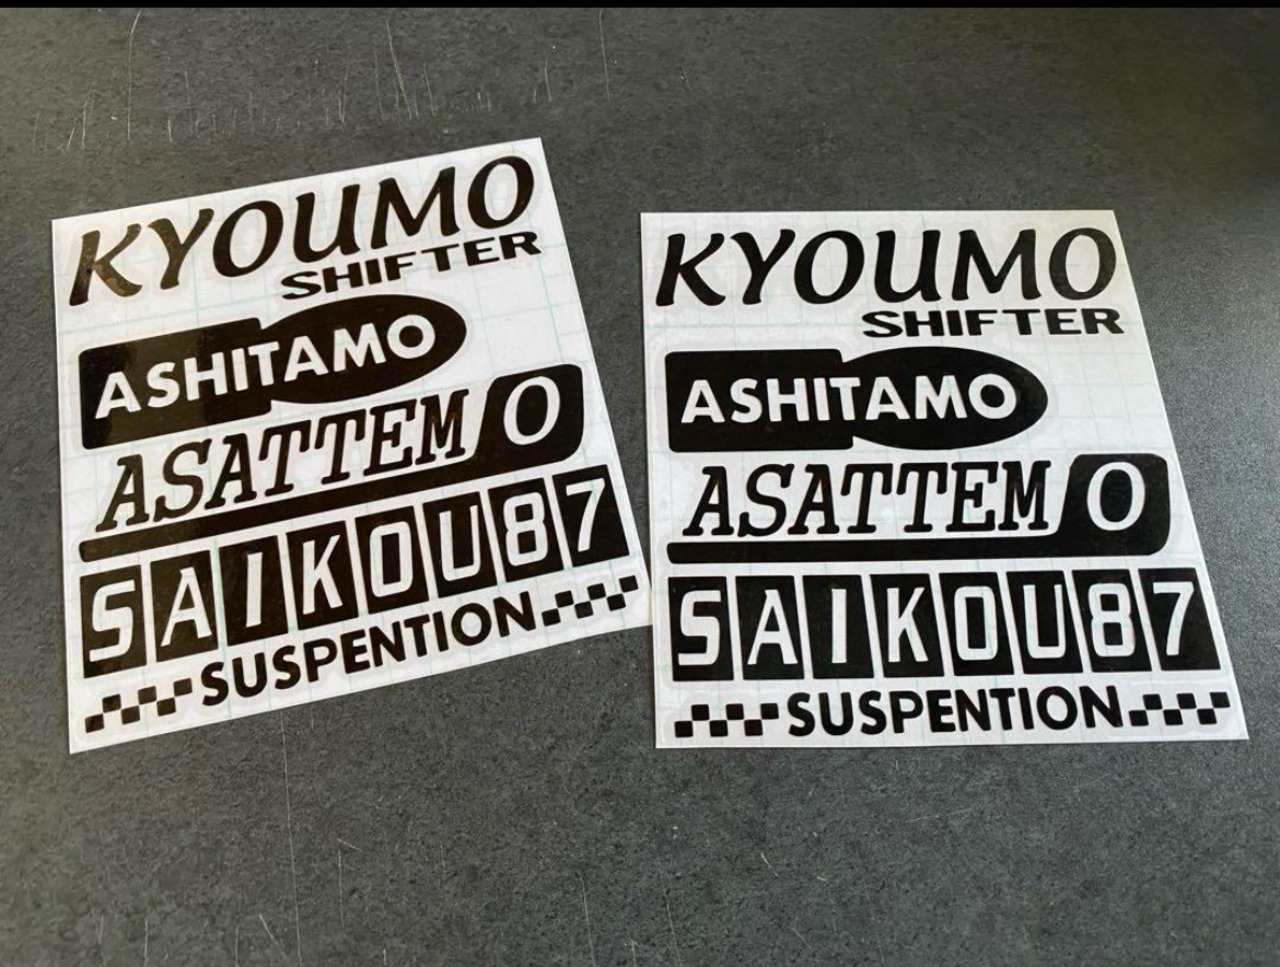 KYOUMO
SHIFTER
ASHITAMO
ASATTEMO
SAIKOU87
SUSPENTION
KYOUMO
SHIFTER
ASHITAMO
ASATTEMO
SAIKOU87
SUSPENTION